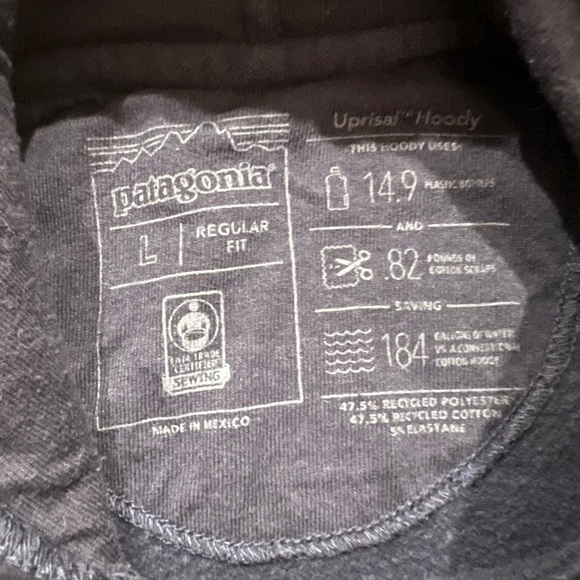 patagonia®
L
REGULAR
FIT
FAIR TRADE
CERTIFIED
SEWING
MADE IN MEXICO
Uprisal™ Hoody
THIS HOODY USES:
14.9 PLASTIC BOTTLES
AND
.82 POUNDS OF
COTTON SCRAPS
SAVING
184 GALLONS OF WATER
VS. A CONVENTIONAL
COTTON HOODY
47.5% RECYCLED POLYESTER
47.5% RECYCLED COTTON
5% ELASTANE